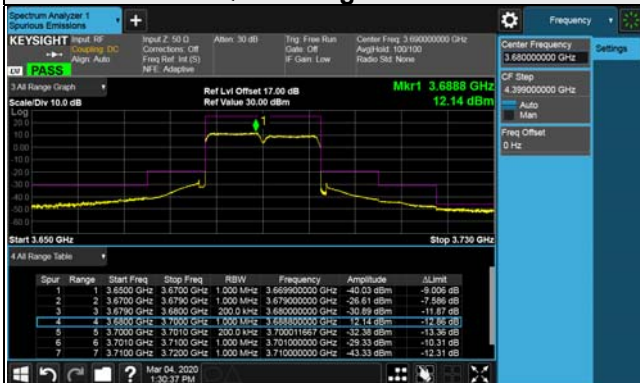 Spectrum Analyzer 1
Spurious Emissions
+
Frequency
KEYSIGHT
Input: RF
Coupling: DC
Align: Auto
Input Z: 50 Ω
Corrections: Off
Freq Ref: Int (S)
NFE: Adaptive
Atten: 30 dB
Trig: Free Run
Gate: Off
IF Gain: Low
Center Freq: 3.690000000 GHz
Avg|Hold: 100/100
Radio Std: None
PASS
Center Frequency
3.680000000 GHz
Settings
CF Step
4.399000000 GHz
Auto
Man
Freq Offset
0 Hz
3 All Range Graph
Scale/Div 10.0 dB
Ref Lvl Offset 17.00 dB
Ref Value 30.00 dBm
Mkr1 3.6888 GHz
12.14 dBm
Log
20.0
10.0
0.00
-10.0
-20.0
-30.0
-40.0
-50.0
-60.0
1
Start 3.650 GHz
Stop 3.730 GHz
4 All Range Table
Spur Range Start Freq Stop Freq RBW Frequency Amplitude ΔLimit
1 1 3.6500 GHz 3.6700 GHz 1.000 MHz 3.669900000 GHz -40.03 dBm -9.006 dB
2 2 3.6700 GHz 3.6790 GHz 1.000 MHz 3.679000000 GHz -26.61 dBm -7.586 dB
3 3 3.6790 GHz 3.6800 GHz 200.0 kHz 3.680000000 GHz -30.89 dBm -11.87 dB
4 4 3.6800 GHz 3.7000 GHz 1.000 MHz 3.688800000 GHz 12.14 dBm -12.86 dB
5 5 3.7000 GHz 3.7010 GHz 200.0 kHz 3.700011667 GHz -32.38 dBm -13.36 dB
6 6 3.7010 GHz 3.7100 GHz 1.000 MHz 3.701000000 GHz -29.33 dBm -10.31 dB
7 7 3.7100 GHz 3.7200 GHz 1.000 MHz 3.710000000 GHz -43.33 dBm -12.31 dB
?
Mar 04, 2020
1:30:37 PM